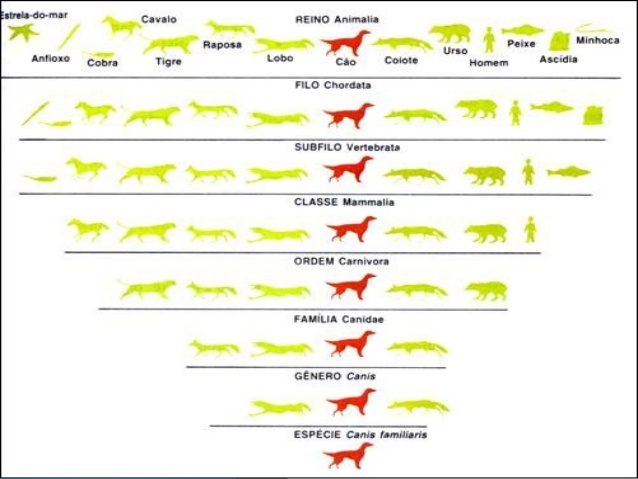 Estrela-do-mar
Cavalo
REINO Animalia
Anfioxo
Cobra
Tigre
Raposa
Lobo
Cão
Coiote
Urso
Homem
Peixe
Ascídia
Minhoca
FILO Chordata
SUBFILO Vertebrata
CLASSE Mammalia
ORDEM Carnivora
FAMÍLIA Canidae
GÊNERO Canis
ESPÉCIE Canis familiaris